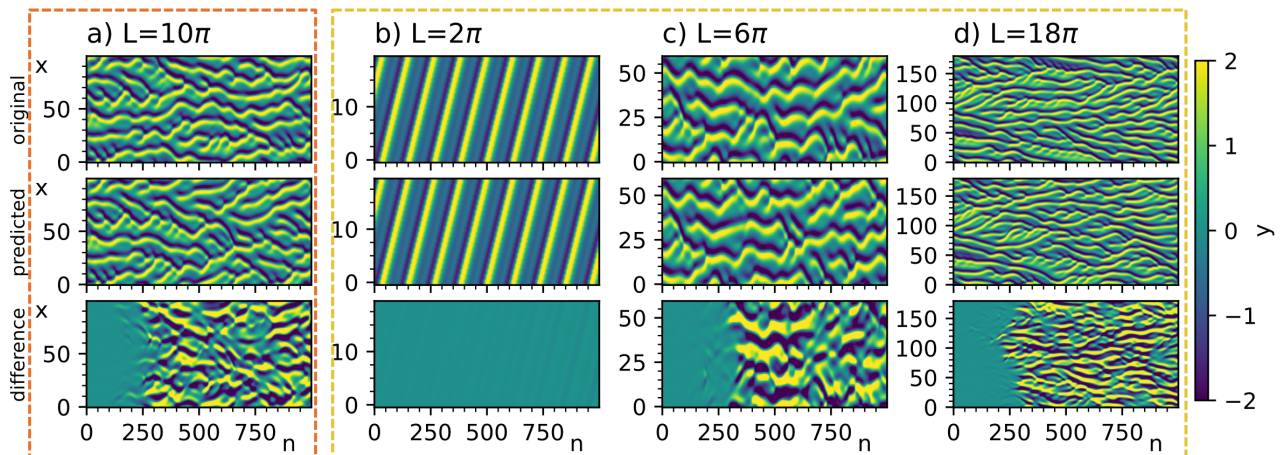 a) L=10π b) L=2π c) L=6π d) L=18π
original x 50 0 10 0 50 25 0 150 100 50 0
predicted x 50 0 10 0 50 25 0 150 100 50 0
difference x 50 0 10 0 50 25 0 150 100 50 0
0 250 500 750 n 0 250 500 750 n 0 250 500 750 n 0 250 500 750 n
2 1 0 −1 −2 y